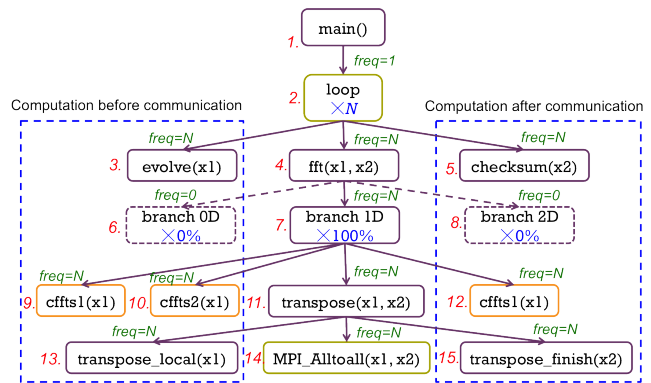 main()
1.
freq=1
loop
2.
×N
Computation before communication
Computation after communication
freq=N
freq=N
freq=N
3.
evolve(x1)
4.
fft(x1, x2)
5.
checksum(x2)
freq=0
freq=N
freq=0
6.
branch 0D
×0%
7.
branch 1D
×100%
8.
branch 2D
×0%
freq=N
freq=N
freq=N
freq=N
9.
cffts1(x1)
10.
cffts2(x1)
11.
transpose(x1, x2)
12.
cffts1(x1)
freq=N
freq=N
freq=N
13.
transpose_local(x1)
14
MPI_Alltoall(x1, x2)
15.
transpose_finish(x2)